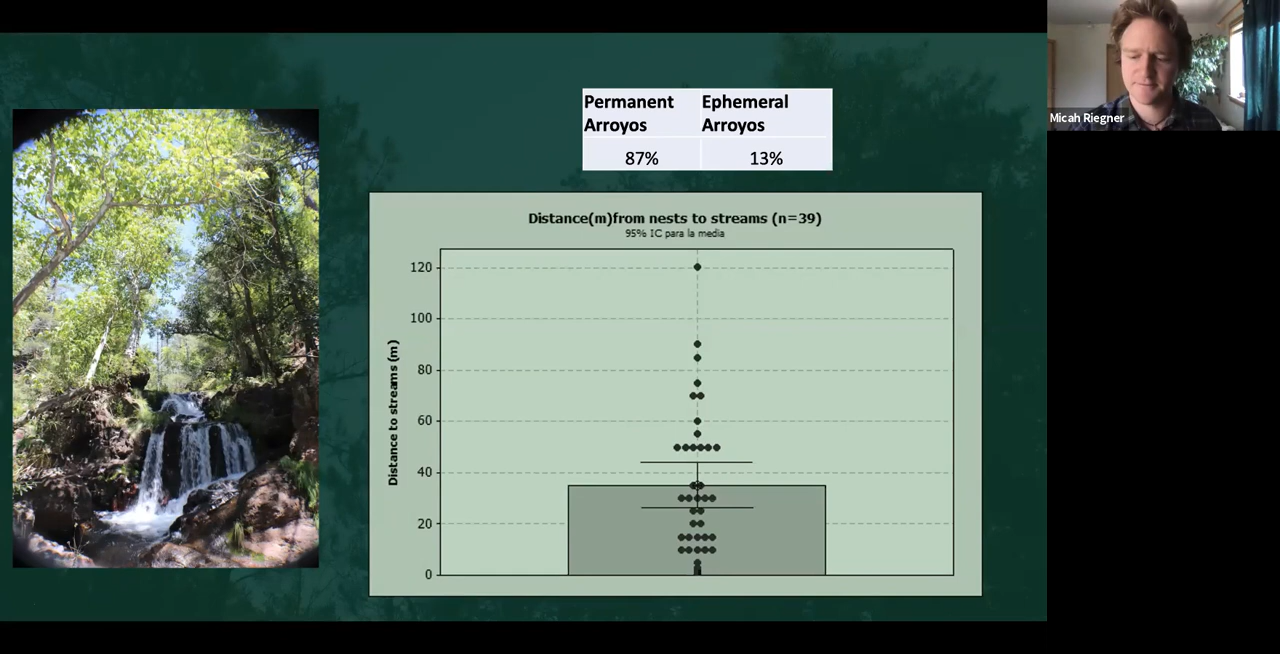 Permanent Arroyos
Ephemeral Arroyos
87%
13%
Distance(m)from nests to streams (n=39)
95% IC para la media
Distance to streams (m)
120
100
80
60
40
20
0
Micah Riegner